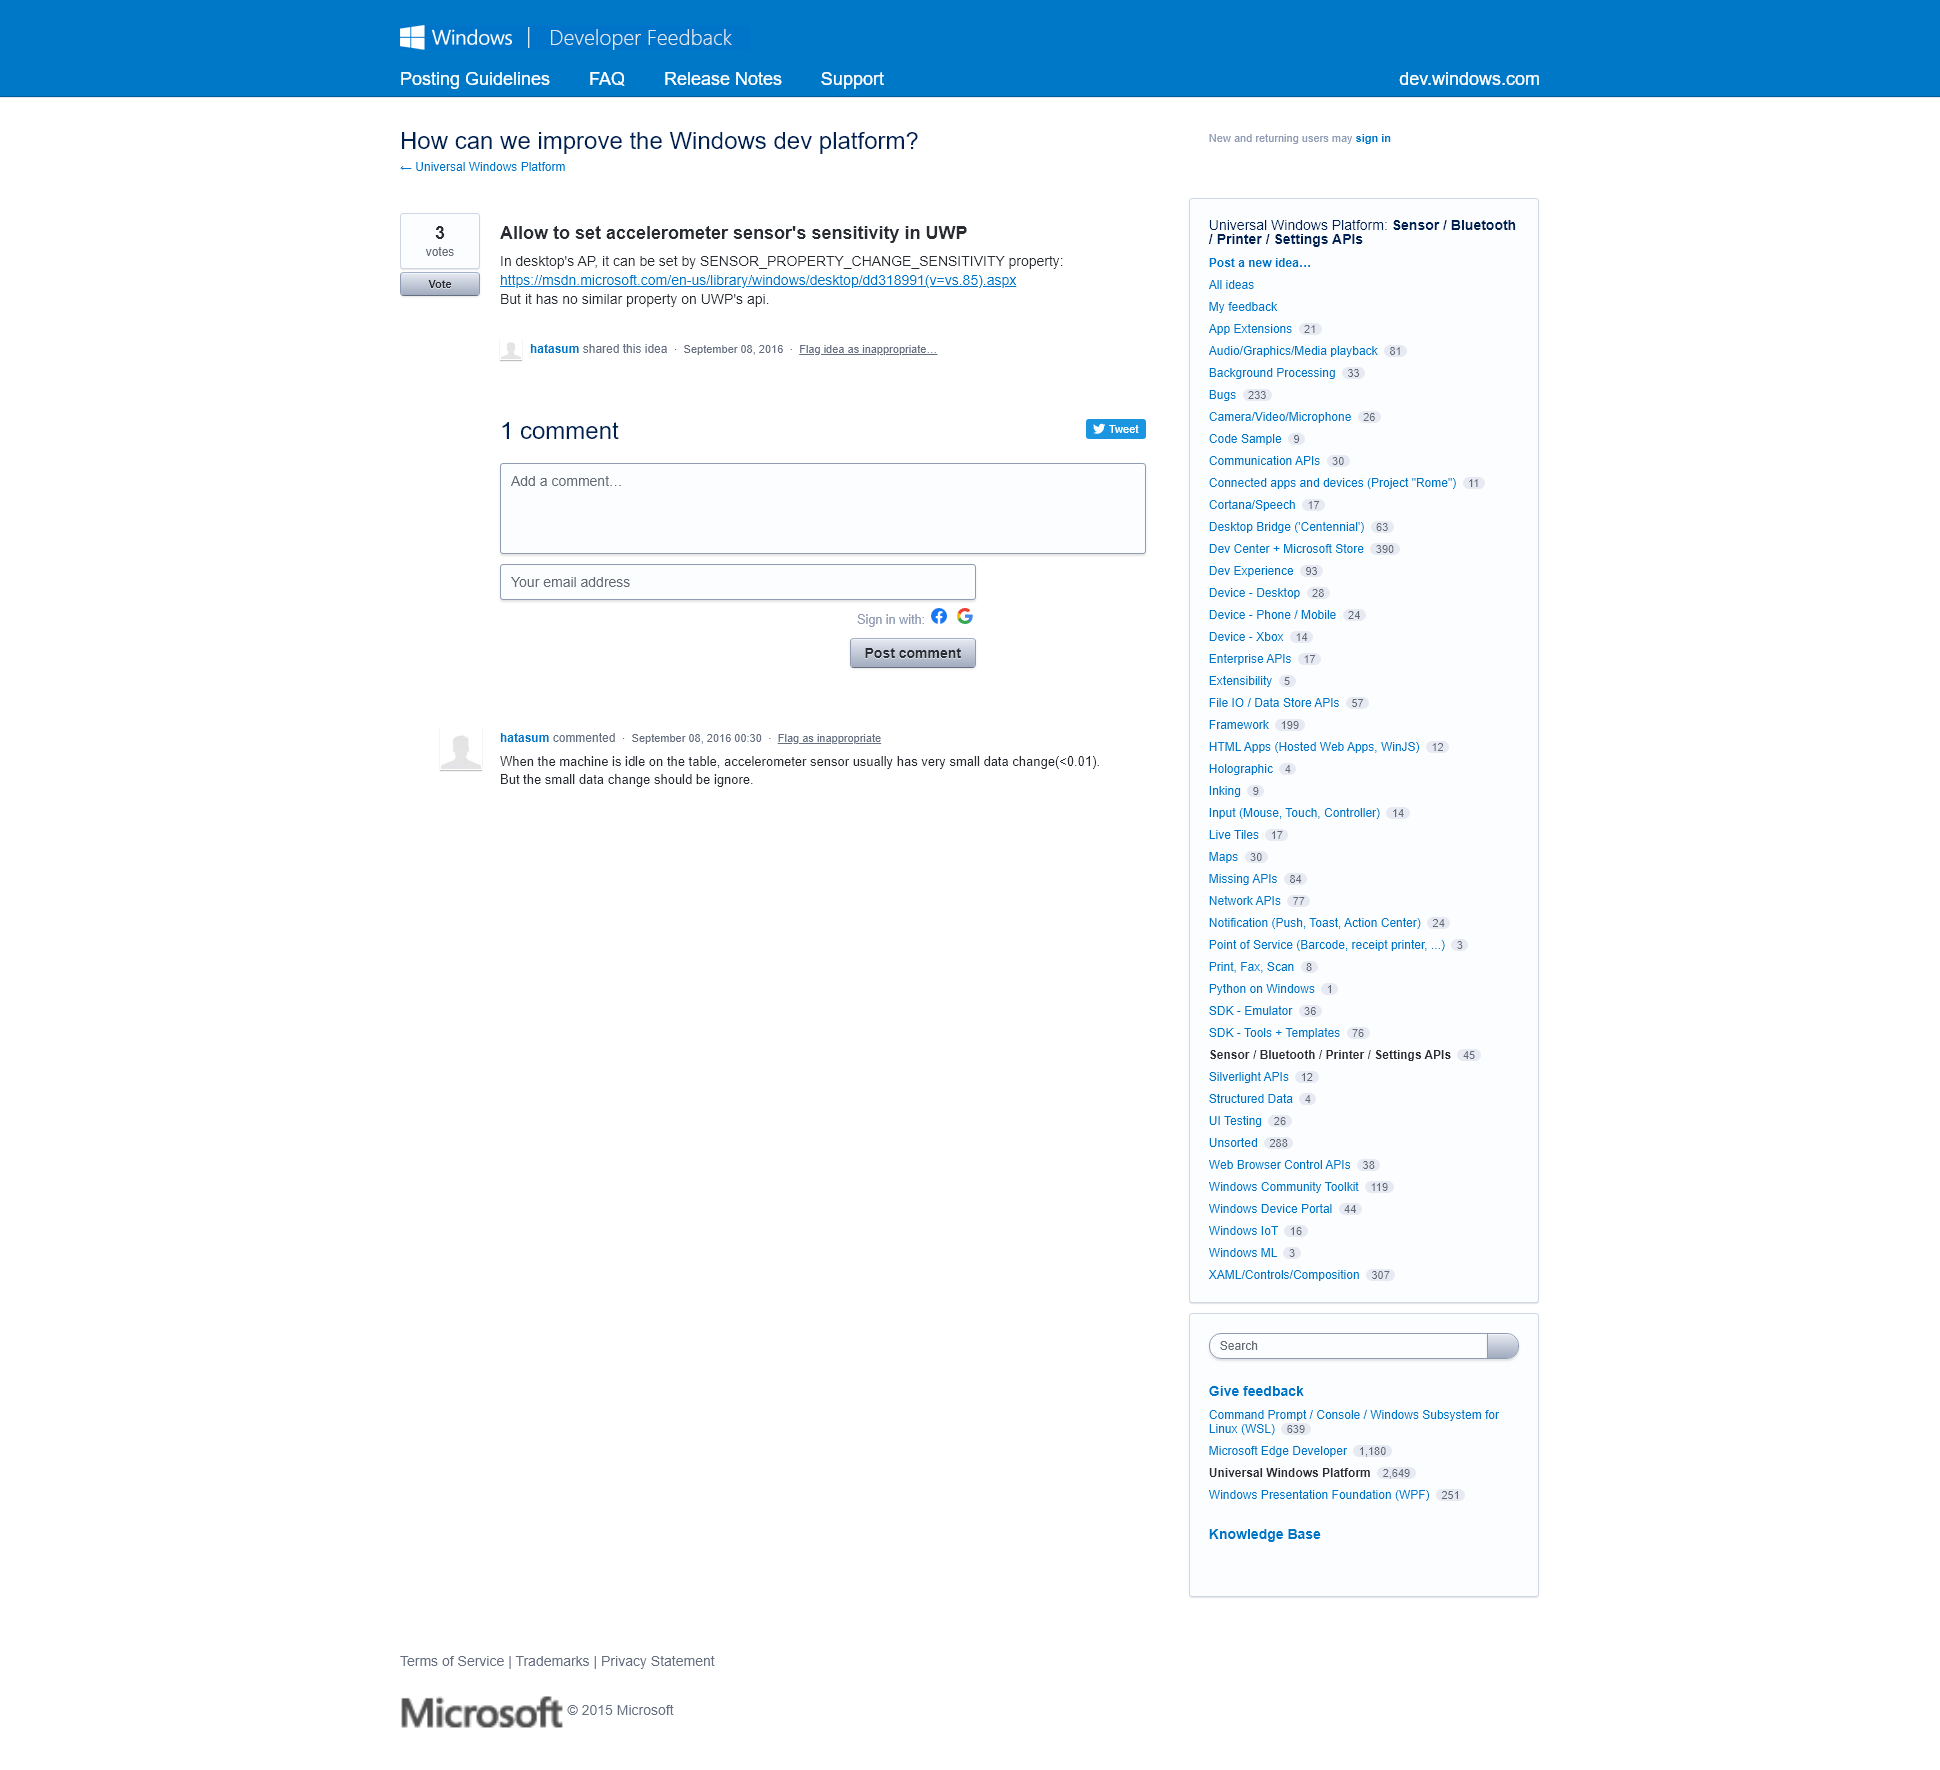 Windows | Developer Feedback
Posting Guidelines FAQ Release Notes Support dev.windows.com
How can we improve the Windows dev platform?
← Universal Windows Platform
New and returning users may sign in
3
votes
Vote
Allow to set accelerometer sensor's sensitivity in UWP
In desktop's AP, it can be set by SENSOR_PROPERTY_CHANGE_SENSITIVITY property:
https://msdn.microsoft.com/en-us/library/windows/desktop/dd318991(v=vs.85).aspx
But it has no similar property on UWP's api.
hatasum shared this idea · September 08, 2016 · Flag idea as inappropriate…
1 comment
Tweet
Add a comment…
Your email address
Sign in with:
Post comment
hatasum commented · September 08, 2016 00:30 · Flag as inappropriate
When the machine is idle on the table, accelerometer sensor usually has very small data change(<0.01).
But the small data change should be ignore.
Universal Windows Platform: Sensor / Bluetooth
/ Printer / Settings APIs
Post a new idea…
All ideas
My feedback
App Extensions 21
Audio/Graphics/Media playback 81
Background Processing 33
Bugs 233
Camera/Video/Microphone 26
Code Sample 9
Communication APIs 30
Connected apps and devices (Project "Rome") 11
Cortana/Speech 17
Desktop Bridge ('Centennial') 63
Dev Center + Microsoft Store 390
Dev Experience 93
Device - Desktop 28
Device - Phone / Mobile 24
Device - Xbox 14
Enterprise APIs 17
Extensibility 5
File IO / Data Store APIs 57
Framework 199
HTML Apps (Hosted Web Apps, WinJS) 12
Holographic 4
Inking 9
Input (Mouse, Touch, Controller) 14
Live Tiles 17
Maps 30
Missing APIs 84
Network APIs 77
Notification (Push, Toast, Action Center) 24
Point of Service (Barcode, receipt printer, ...) 3
Print, Fax, Scan 8
Python on Windows 1
SDK - Emulator 36
SDK - Tools + Templates 76
Sensor / Bluetooth / Printer / Settings APIs 45
Silverlight APIs 12
Structured Data 4
UI Testing 26
Unsorted 288
Web Browser Control APIs 38
Windows Community Toolkit 119
Windows Device Portal 44
Windows IoT 16
Windows ML 3
XAML/Controls/Composition 307
Search
Give feedback
Command Prompt / Console / Windows Subsystem for
Linux (WSL) 639
Microsoft Edge Developer 1,180
Universal Windows Platform 2,649
Windows Presentation Foundation (WPF) 251
Knowledge Base
Terms of Service | Trademarks | Privacy Statement
Microsoft © 2015 Microsoft